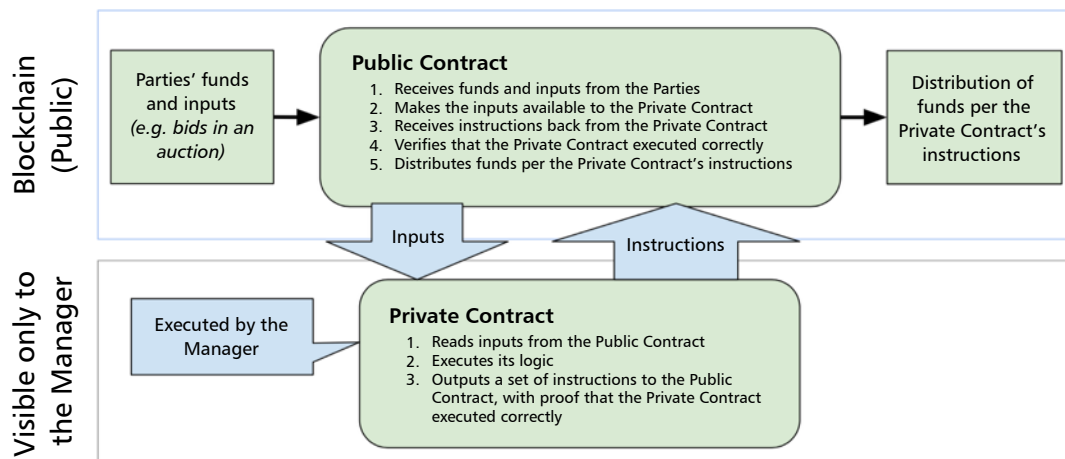 Blockchain
(Public)
Parties’ funds
and inputs
(e.g. bids in an
auction)
Public Contract
1. Receives funds and inputs from the Parties
2. Makes the inputs available to the Private Contract
3. Receives instructions back from the Private Contract
4. Verifies that the Private Contract executed correctly
5. Distributes funds per the Private Contract’s instructions
Distribution of
funds per the
Private Contract’s
instructions
Inputs
Instructions
Visible only to
the Manager
Executed by the
Manager
Private Contract
1. Reads inputs from the Public Contract
2. Executes its logic
3. Outputs a set of instructions to the Public
Contract, with proof that the Private Contract
executed correctly